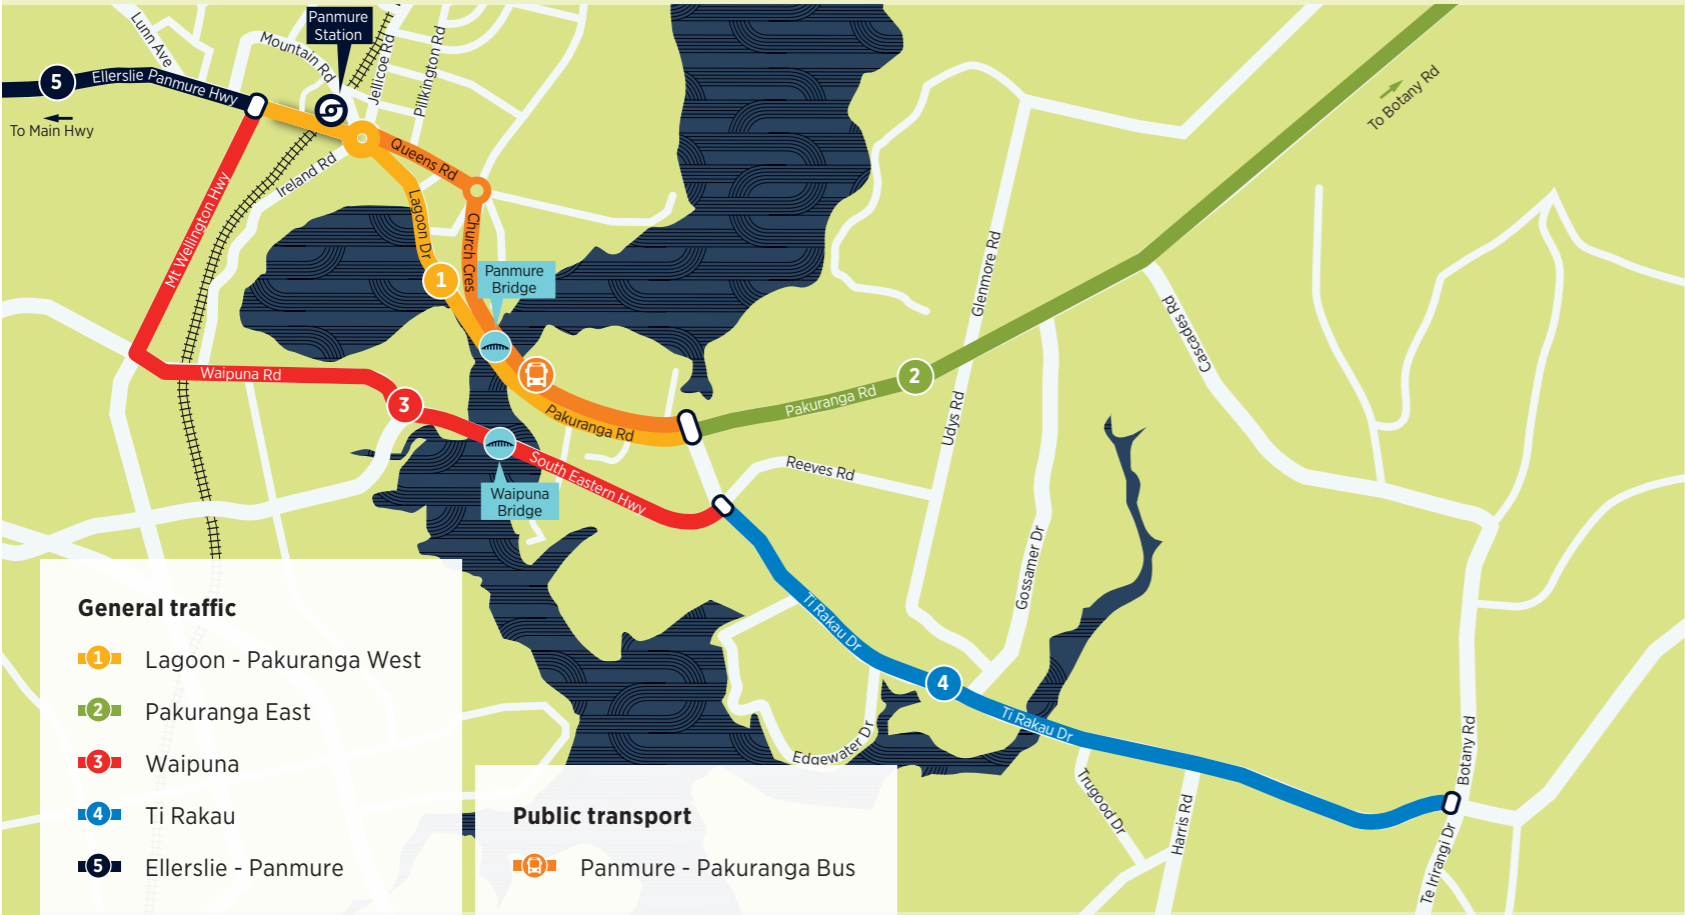 Panmure
Station
Lunn Ave
Mountain Rd
Jellicoe Rd
Pillkington Rd
5
Ellerslie Panmure Hwy
To Main Hwy
To Botany Rd
Queens Rd
Ireland Rd
Mt Wellington Hwy
Lagoon Dr
Church Cres
1
Panmure
Bridge
Glenmore Rd
Cascades Rd
Waipuna Rd
3
2
Pakuranga Rd
Pakuranga Rd
Udys Rd
South Eastern Hwy
Reeves Rd
Waipuna
Bridge
Gossamer Dr
Ti Rakau Dr
4
Ti Rakau Dr
Edgewater Dr
Trugood Dr
Harris Rd
Botany Rd
Te Irirangi Dr
General traffic
1 Lagoon - Pakuranga West
2 Pakuranga East
3 Waipuna
4 Ti Rakau
5 Ellerslie - Panmure
Public transport
Panmure - Pakuranga Bus